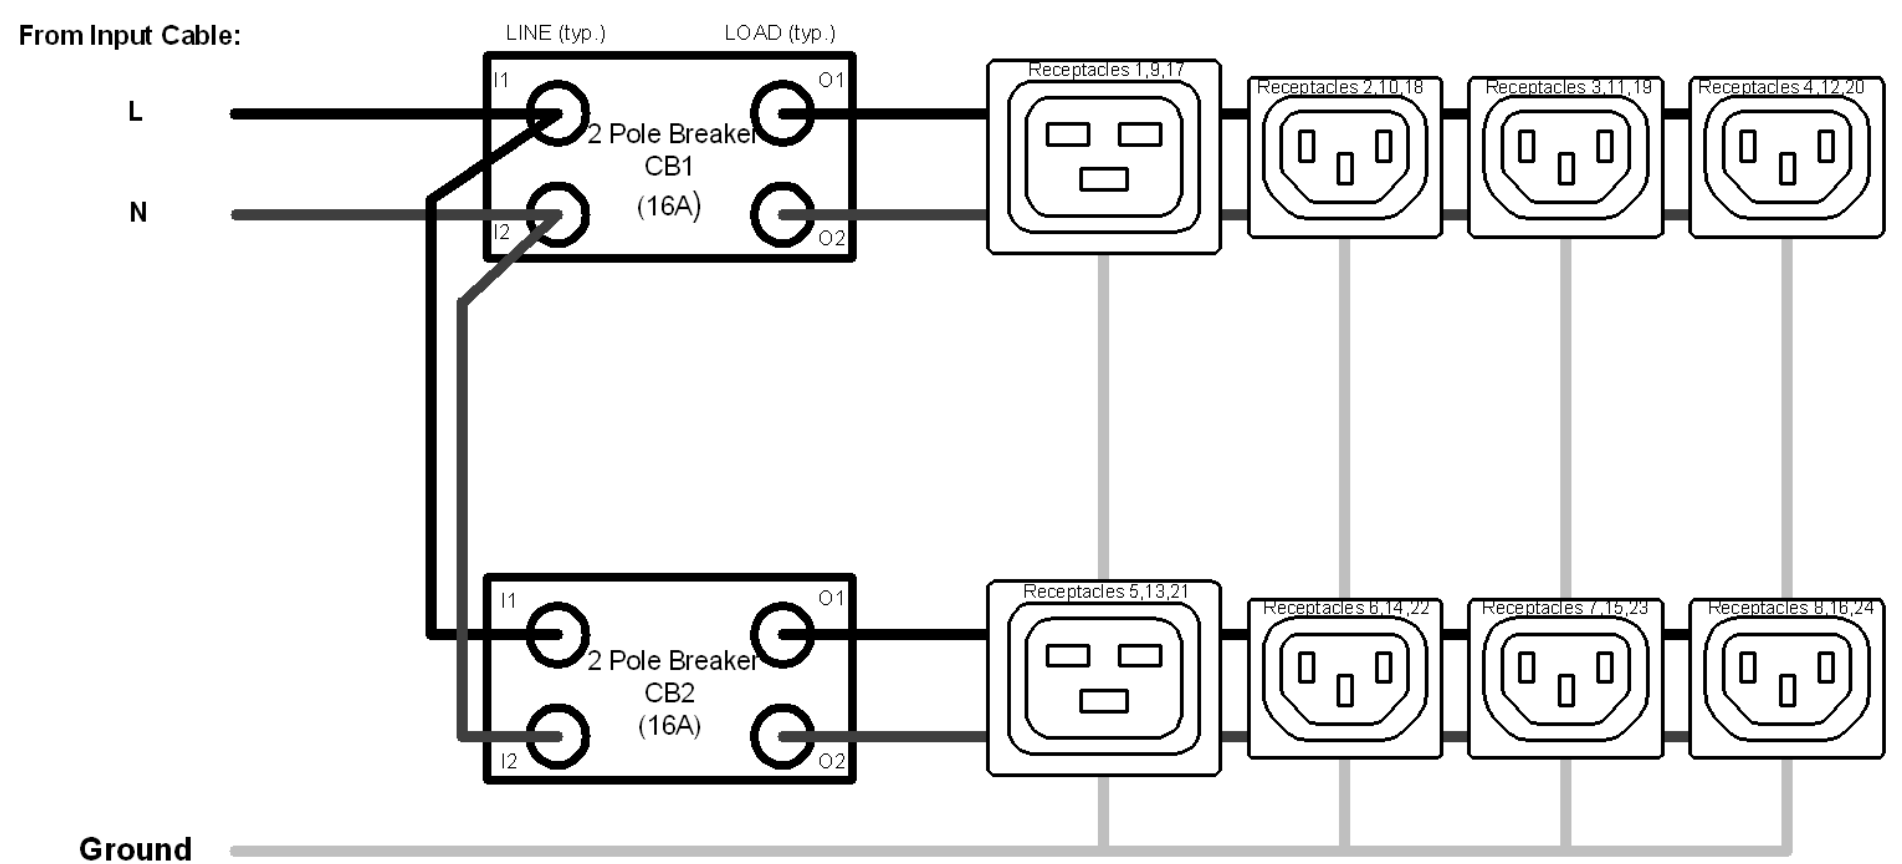 From Input Cable:
LINE (typ.)
LOAD (typ.)
L
N
I1
O1
2 Pole Breaker
CB1
(16A)
I2
O2
Receptacles 1,9,17
Receptacles 2,10,18
Receptacles 3,11,19
Receptacles 4,12,20
I1
O1
2 Pole Breaker
CB2
(16A)
I2
O2
Receptacles 5,13,21
Receptacles 6,14,22
Receptacles 7,15,23
Receptacles 8,16,24
Ground